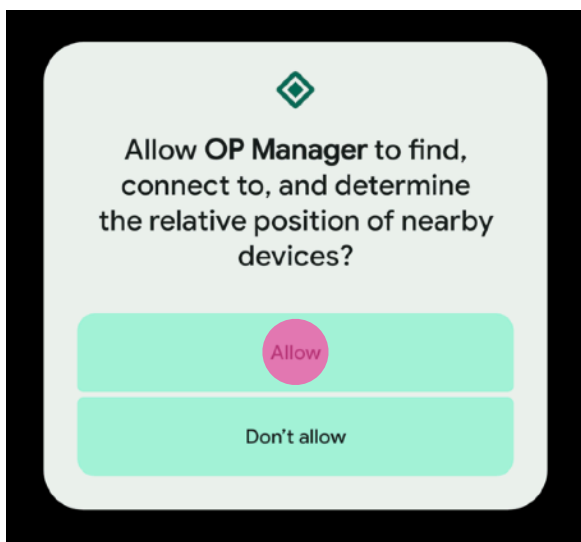 Allow OP Manager to find,
connect to, and determine
the relative position of nearby
devices?
Allow
Don't allow